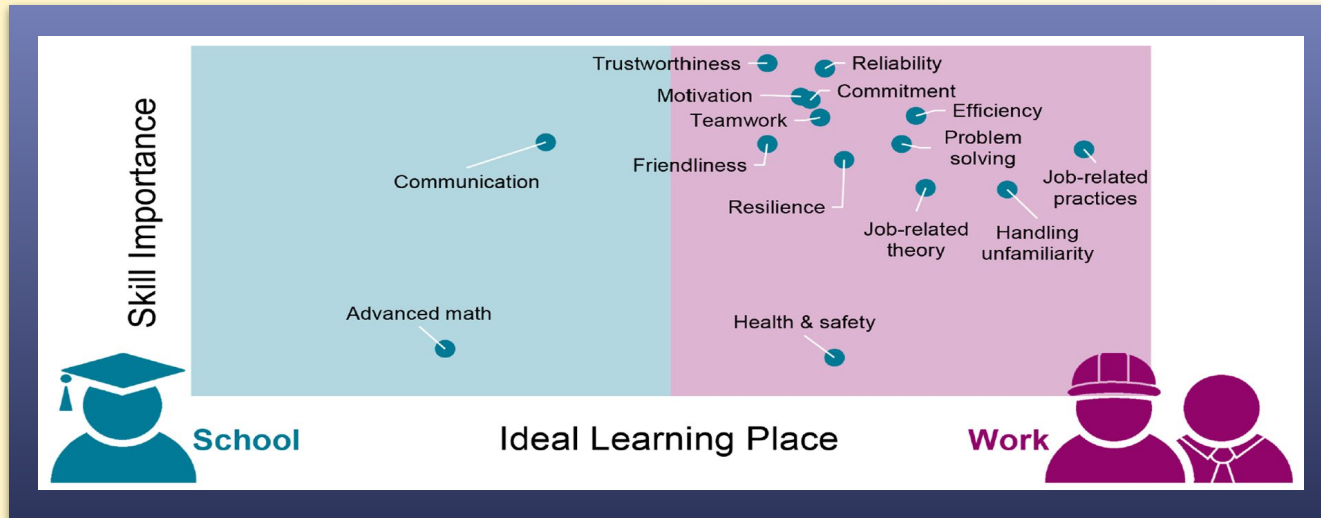 Skill Importance
Trustworthiness
Reliability
Motivation
Commitment
Teamwork
Efficiency
Communication
Friendliness
Problem
solving
Resilience
Job-related
practices
Job-related
theory
Handling
unfamiliarity
Advanced math
Health & safety
School
Ideal Learning Place
Work